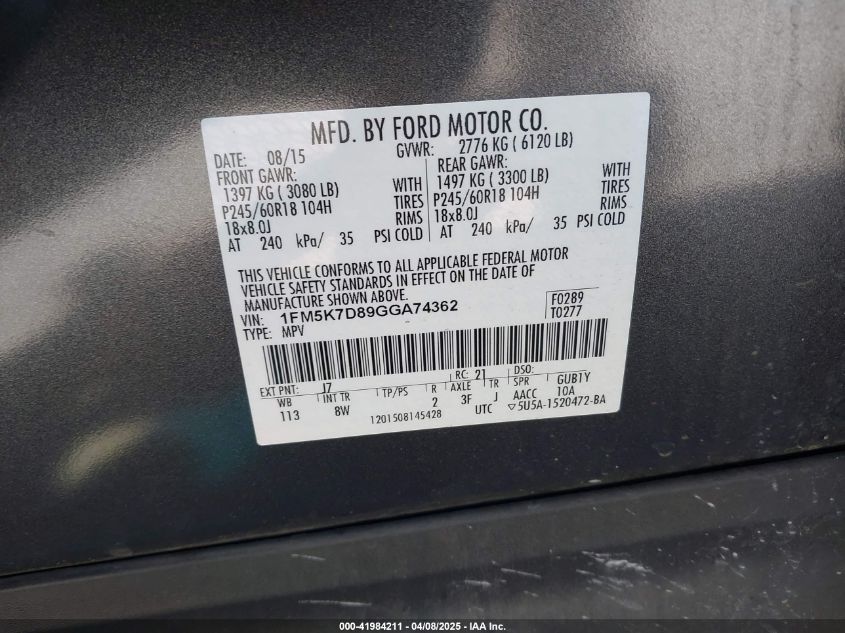 MFD. BY FORD MOTOR CO.
DATE: 08/15 GVWR: 2776 KG ( 6120 LB)
FRONT GAWR: REAR GAWR:
1397 KG ( 3080 LB) WITH 1497 KG ( 3300 LB) WITH
P245/60R18 104H TIRES P245/60R18 104H TIRES
18x8.0J RIMS 18x8.0J RIMS
AT 240 kPa/ 35 PSI COLD AT 240 kPa/ 35 PSI COLD
THIS VEHICLE CONFORMS TO ALL APPLICABLE FEDERAL MOTOR
VEHICLE SAFETY STANDARDS IN EFFECT ON THE DATE OF
MANUFACTURE SHOWN ABOVE.
VIN: 1FM5K7D89GGA74362 F0289
TYPE: MPV T0277
EXT PNT: J7 RC: 21 DSO:
WB INT TR TP/PS R AXLE TR SPR GUB1Y
113 8W 2 3F J AACC 10A
1201508145428 UTC ▽5U5A-1520472-BA
000-41984211 - 04/08/2025 - IAA Inc.